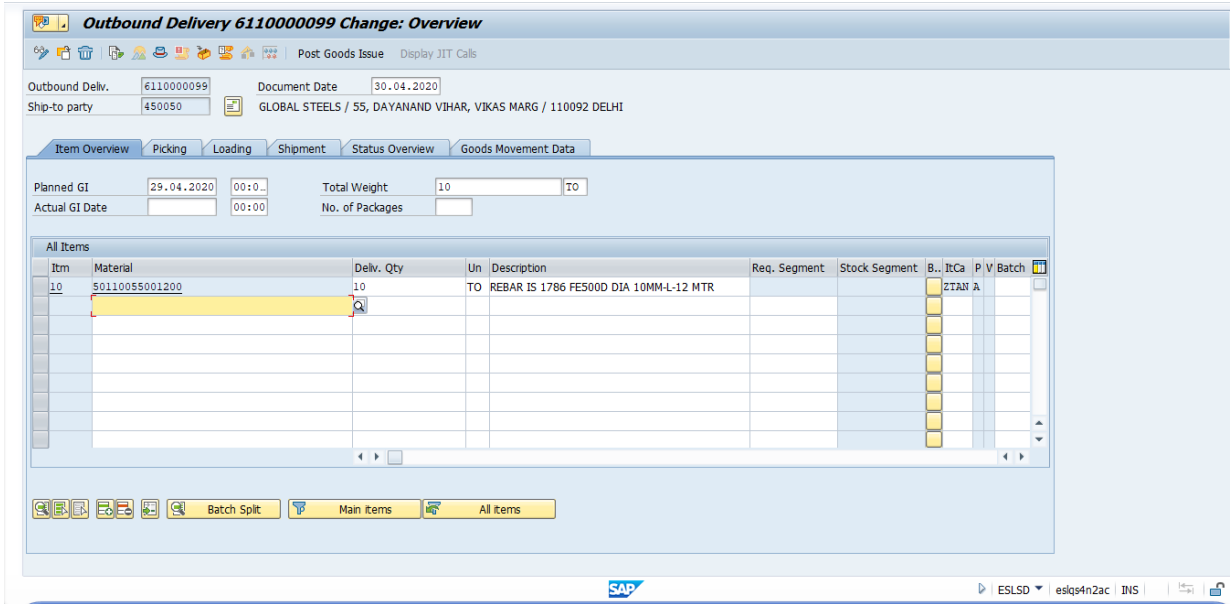 Outbound Delivery 6110000099 Change: Overview
Post Goods Issue Display JIT Calls
Outbound Deliv. 6110000099 Document Date 30.04.2020
Ship-to party 450050 GLOBAL STEELS / 55, DAYANAND VIHAR, VIKAS MARG / 110092 DELHI
Item Overview Picking Loading Shipment Status Overview Goods Movement Data
Planned GI 29.04.2020 00:0.. Total Weight 10 TO
Actual GI Date 00:00 No. of Packages
All Items
Itm Material Deliv. Qty Un Description Req. Segment Stock Segment B.. ItCa P V Batch
10 50110055001200 10 TO REBAR IS 1786 FE500D DIA 10MM-L-12 MTR ZTAN A
Batch Split Main items All items
SAP ESLSD eslqs4n2ac INS